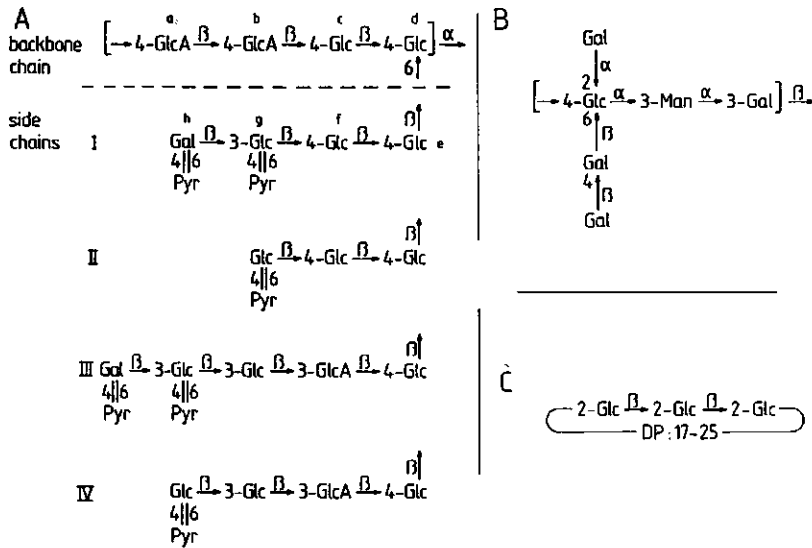 A
a b c d
backbone chain
[→4-GlcA β→ 4-GlcA β→ 4-Glc β→ 4-Glc] α→
6↑
side chains
I
h g f
β↑
Gal β→ 3-Glc β→ 4-Glc β→ 4-Glc e
4||6 4||6
Pyr Pyr
II
β↑
Glc β→ 4-Glc β→ 4-Glc
4||6
Pyr
III
β↑
Gal β→ 3-Glc β→ 3-Glc β→ 3-GlcA β→ 4-Glc
4||6 4||6
Pyr Pyr
IV
β↑
Glc β→ 3-Glc β→ 3-GlcA β→ 4-Glc
4||6
Pyr
B
Gal
↓α
2
[→4-Glc α→ 3-Man α→ 3-Gal] β→
6
↑β
Gal
4↑β
Gal
C
2-Glc β→ 2-Glc β→ 2-Glc
DP: 17-25